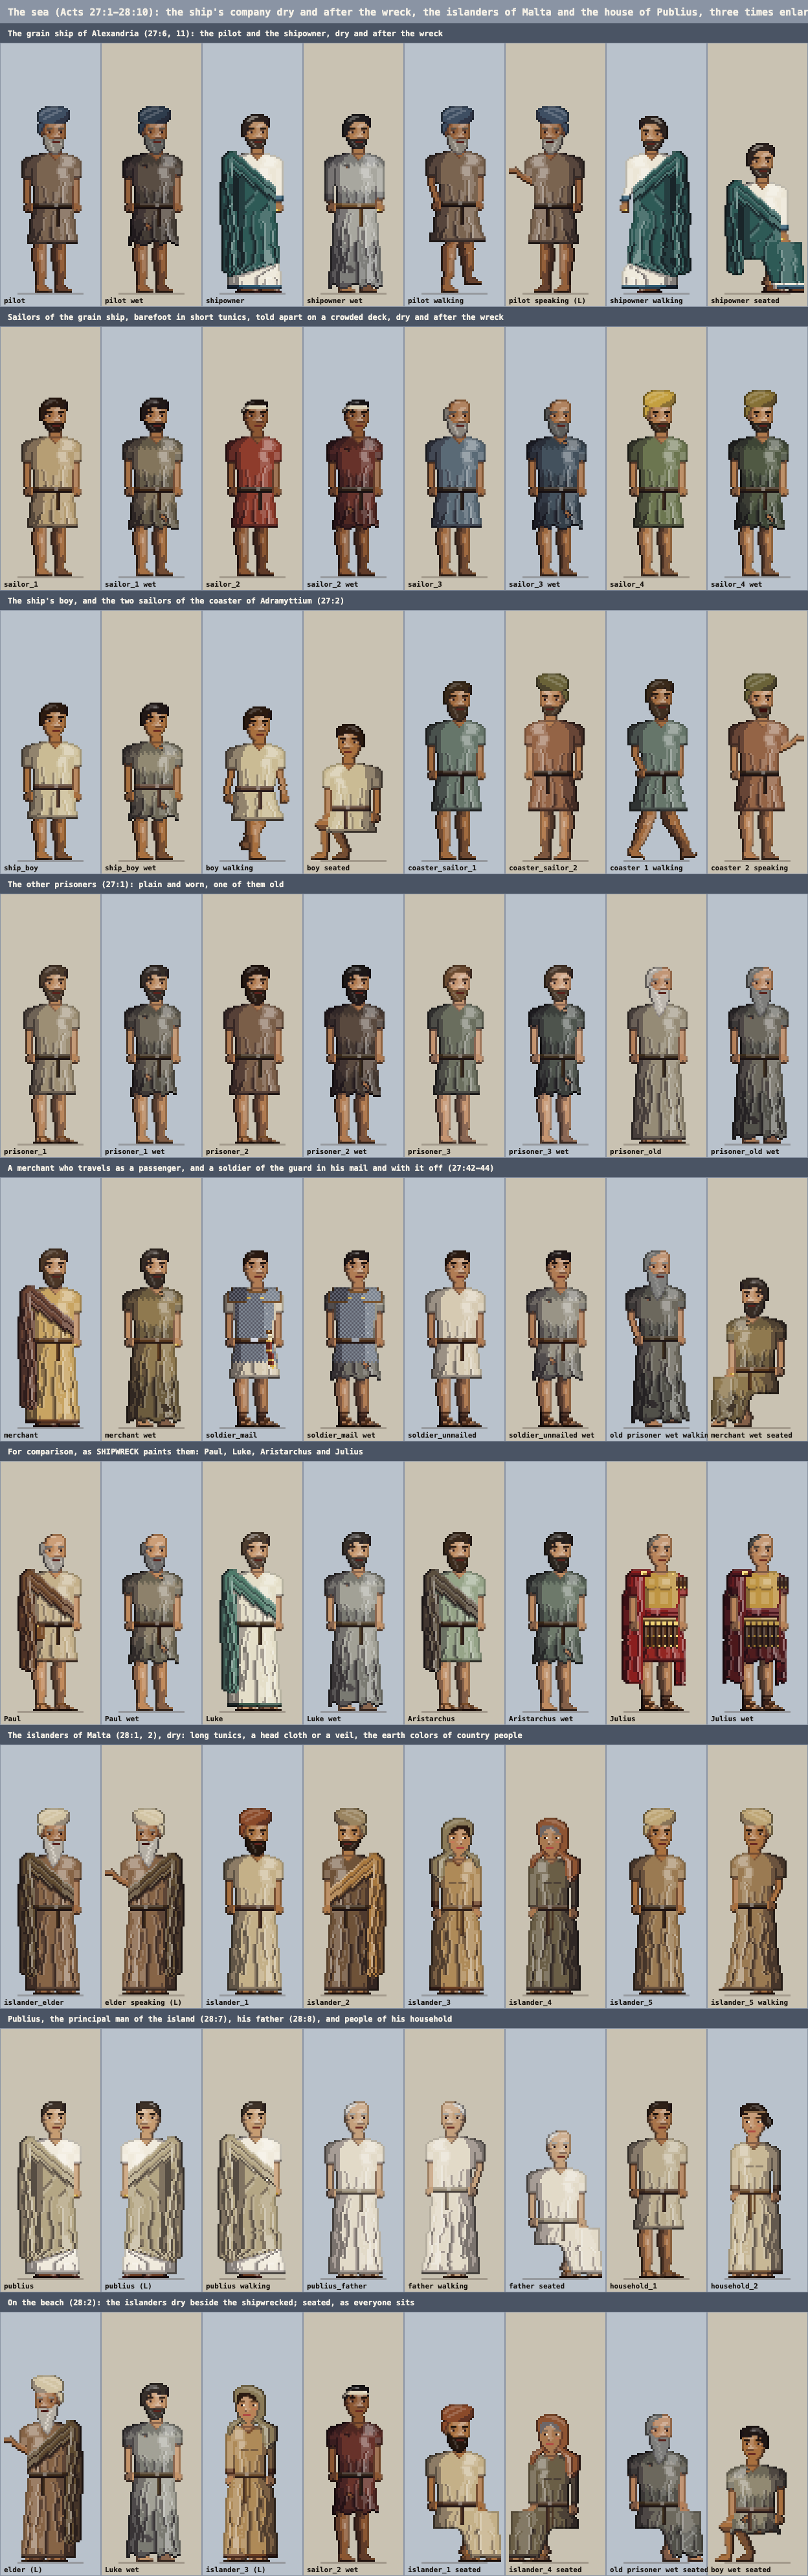 The sea (Acts 27:1–28:10): the ship's company dry and after the wreck, the islanders of Malta and the house of Publius, three times enlar
The grain ship of Alexandria (27:6, 11): the pilot and the shipowner, dry and after the wreck
pilot
pilot wet
shipowner
shipowner wet
pilot walking
pilot speaking (L)
shipowner walking
shipowner seated
Sailors of the grain ship, barefoot in short tunics, told apart on a crowded deck, dry and after the wreck
sailor_1
sailor_1 wet
sailor_2
sailor_2 wet
sailor_3
sailor_3 wet
sailor_4
sailor_4 wet
The ship's boy, and the two sailors of the coaster of Adramyttium (27:2)
ship_boy
ship_boy wet
boy walking
boy seated
coaster_sailor_1
coaster_sailor_2
coaster 1 walking
coaster 2 speaking
The other prisoners (27:1): plain and worn, one of them old
prisoner_1
prisoner_1 wet
prisoner_2
prisoner_2 wet
prisoner_3
prisoner_3 wet
prisoner_old
prisoner_old wet
A merchant who travels as a passenger, and a soldier of the guard in his mail and with it off (27:42–44)
merchant
merchant wet
soldier_mail
soldier_mail wet
soldier_unmailed
soldier_unmailed wet
old prisoner wet walkin
merchant wet seated
For comparison, as SHIPWRECK paints them: Paul, Luke, Aristarchus and Julius
Paul
Paul wet
Luke
Luke wet
Aristarchus
Aristarchus wet
Julius
Julius wet
The islanders of Malta (28:1, 2), dry: long tunics, a head cloth or a veil, the earth colors of country people
islander_elder
elder speaking (L)
islander_1
islander_2
islander_3
islander_4
islander_5
islander_5 walking
Publius, the principal man of the island (28:7), his father (28:8), and people of his household
publius
publius (L)
publius walking
publius_father
father walking
father seated
household_1
household_2
On the beach (28:2): the islanders dry beside the shipwrecked; seated, as everyone sits
elder (L)
Luke wet
islander_3 (L)
sailor_2 wet
islander_1 seated
islander_4 seated
old prisoner wet seated
boy wet seated